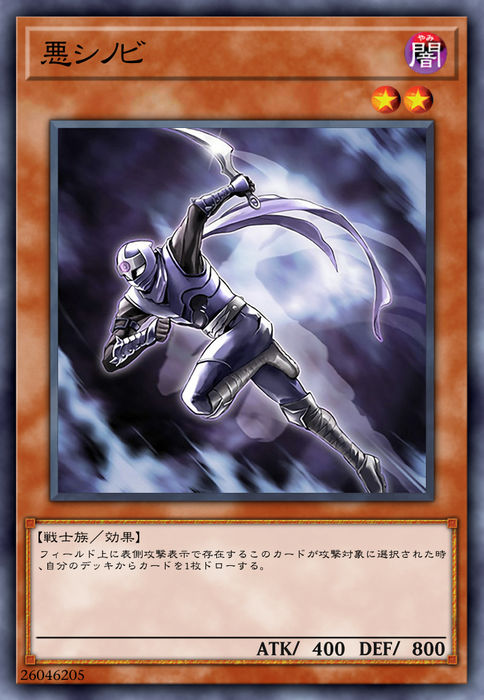 悪シノビ
やみ
闇
【戦士族／効果】
フィールド上に表側攻撃表示で存在するこのカードが攻撃対象に選択された時
、自分のデッキからカードを1枚ドローする。
ATK/ 400 DEF/ 800
26046205